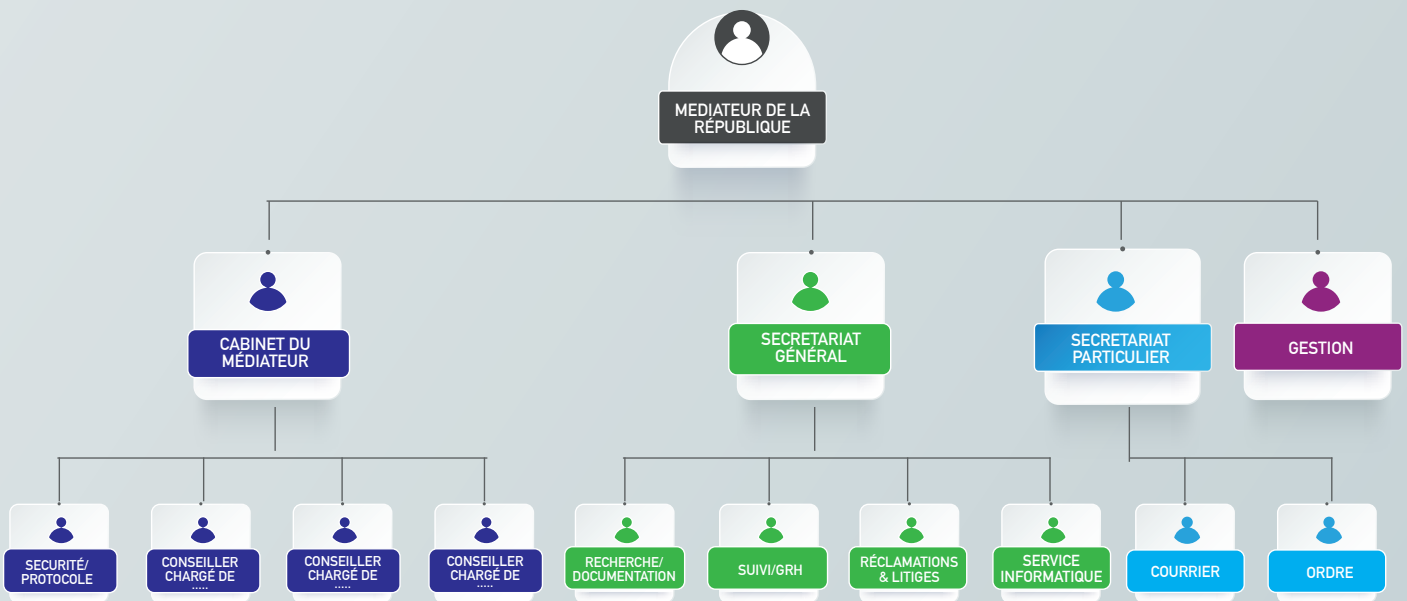 MEDIATEUR DE LA
RÉPUBLIQUE
CABINET DU
MÉDIATEUR
SECRETARIAT
GÉNÉRAL
SECRETARIAT
PARTICULIER
GESTION
SECURITÉ/
PROTOCOLE
CONSEILLER
CHARGÉ DE
.....
CONSEILLER
CHARGÉ DE
.....
CONSEILLER
CHARGÉ DE
.....
RECHERCHE/
DOCUMENTATION
SUIVI/GRH
RÉCLAMATIONS
& LITIGES
SERVICE
INFORMATIQUE
COURRIER
ORDRE